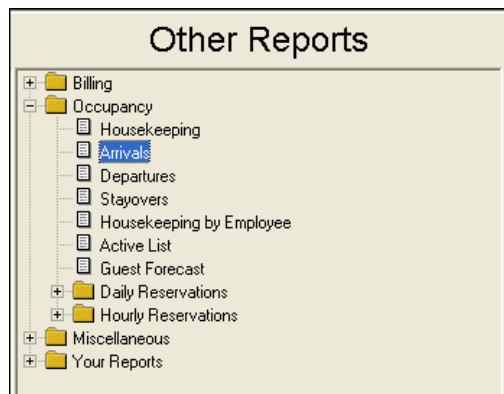 Other Reports
Billing
Occupancy
Housekeeping
Arrivals
Departures
Stayovers
Housekeeping by Employee
Active List
Guest Forecast
Daily Reservations
Hourly Reservations
Miscellaneous
Your Reports